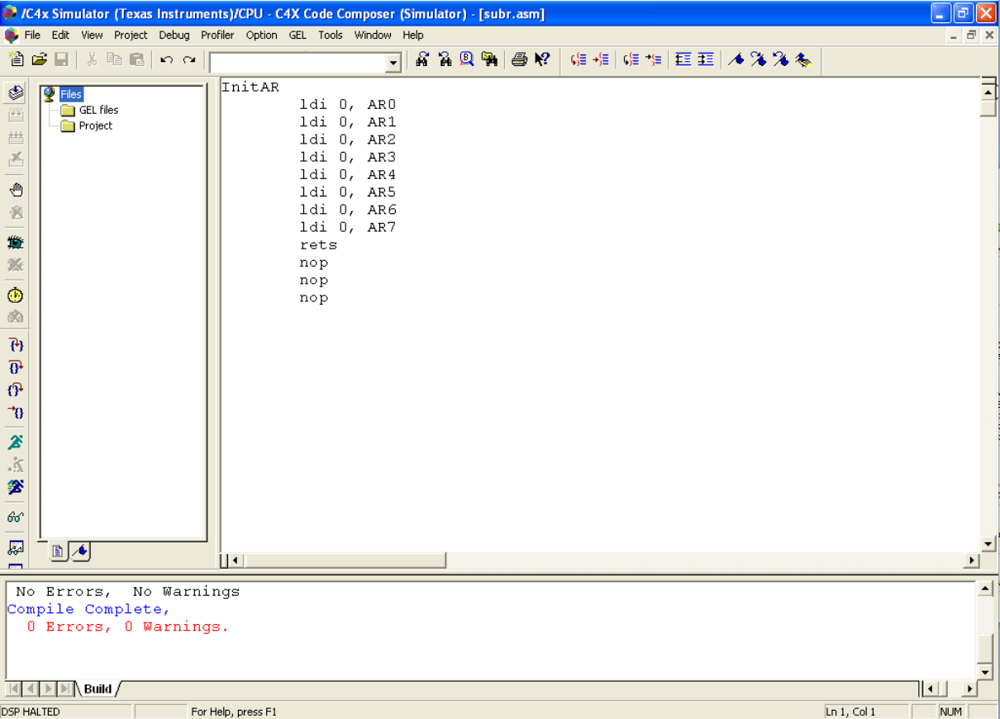 /C4x Simulator (Texas Instruments)/CPU - C4X Code Composer (Simulator) - [subr.asm]
File Edit View Project Debug Profiler Option GEL Tools Window Help
Files
GEL files
Project
InitAR
ldi 0, AR0
ldi 0, AR1
ldi 0, AR2
ldi 0, AR3
ldi 0, AR4
ldi 0, AR5
ldi 0, AR6
ldi 0, AR7
rets
nop
nop
nop
No Errors, No Warnings
Compile Complete,
0 Errors, 0 Warnings.
Build
DSP HALTED For Help, press F1 Ln 1, Col 1 NUM